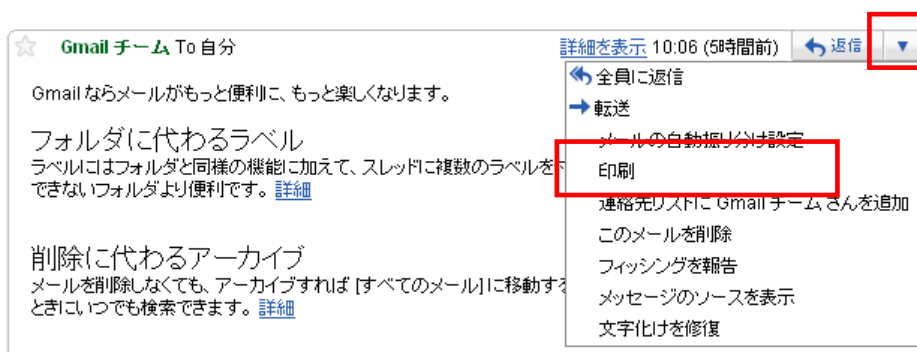 Gmail チーム To 自分 詳細を表示 10:06 (5時間前) 返信
全員に返信
Gmail ならメールがもっと便利に、もっと楽しくなります。
転送
フォルダに代わるラベル
メールの自動振り分け設定
ラベルにはフォルダと同様の機能に加えて、スレッドに複数のラベルを
印刷
できないフォルダより便利です。詳細
連絡先リストに Gmail チーム さんを追加
このメールを削除
削除に代わるアーカイブ
フィッシングを報告
メールを削除しなくても、アーカイブすれば [すべてのメール] に移動する
メッセージのソースを表示
ときにいつでも検索できます。詳細
文字化けを修復